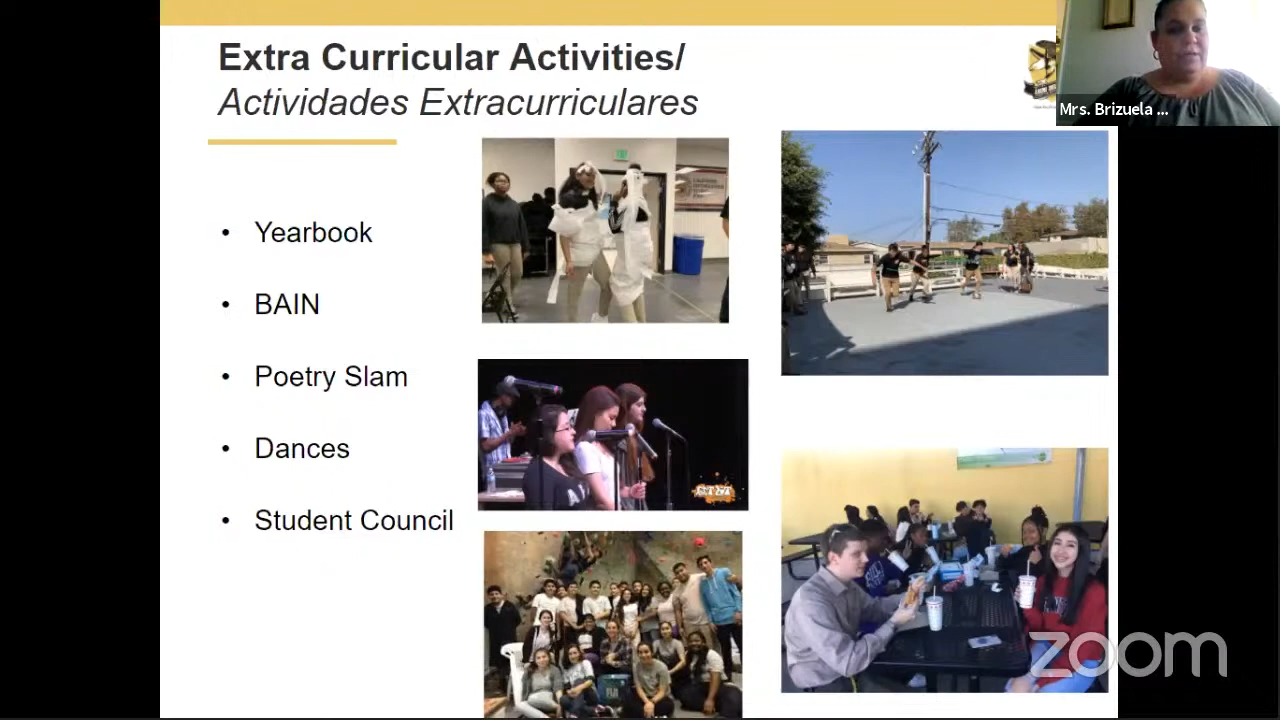 Extra Curricular Activities/
Actividades Extracurriculares
Mrs. Brizuela ...
• Yearbook
• BAIN
• Poetry Slam
• Dances
• Student Council
zoom